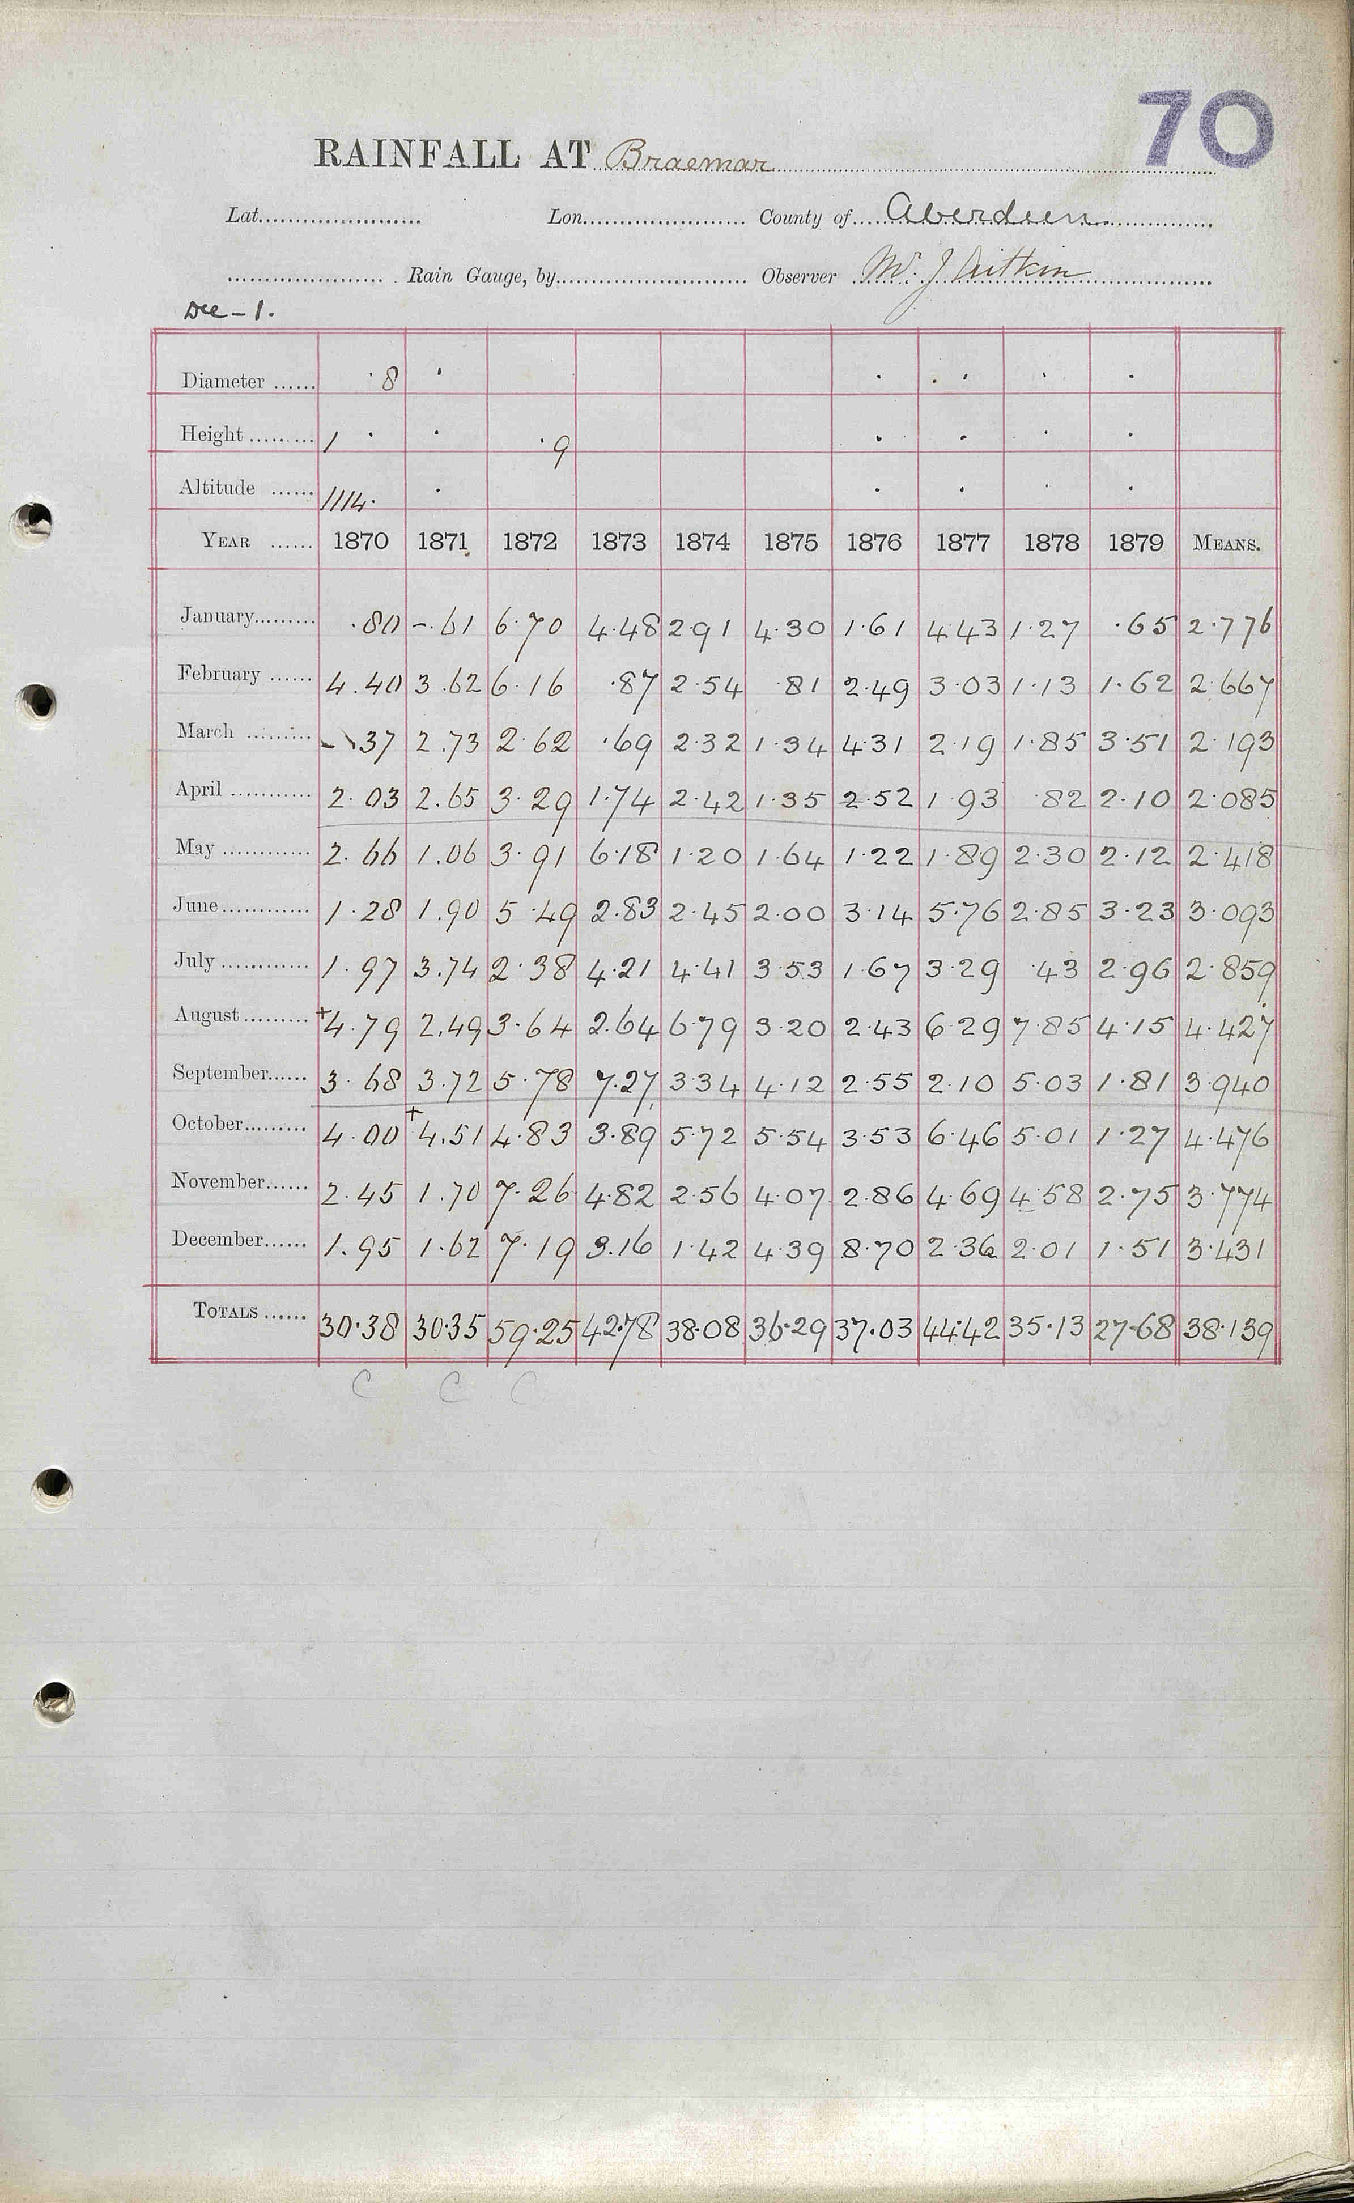 70
RAINFALL AT Braemar
Lat. Lon. County of Aberdeen
Rain Gauge, by Observer Mr. J Aitkin
Dee - 1.
Diameter 8
Height 1 9
Altitude 1114.
YEAR 1870 1871 1872 1873 1874 1875 1876 1877 1878 1879 MEANS.
January .80 -.61 6.70 4.48 2.91 4.30 1.61 4.43 1.27 .65 2.776
February 4.40 3.62 6.16 .87 2.54 .81 2.49 3.03 1.13 1.62 2.667
March -.37 2.73 2.62 .69 2.32 1.34 4.31 2.19 1.85 3.51 2.193
April 2.03 2.65 3.29 1.74 2.42 1.35 2.52 1.93 .82 2.10 2.085
May 2.66 1.06 3.91 6.18 1.20 1.64 1.22 1.89 2.30 2.12 2.418
June 1.28 1.90 5.49 2.83 2.45 2.00 3.14 5.76 2.85 3.23 3.093
July 1.97 3.74 2.38 4.21 4.41 3.53 1.67 3.29 .43 2.96 2.859
August +4.79 2.49 3.64 2.64 6.79 3.20 2.43 6.29 7.85 4.15 4.427
September 3.68 3.72 5.78 7.27 3.34 4.12 2.55 2.10 5.03 1.81 3.940
October 4.00 +4.51 4.83 3.89 5.72 5.54 3.53 6.46 5.01 1.27 4.476
November 2.45 1.70 7.26 4.82 2.56 4.07 2.86 4.69 4.58 2.75 3.774
December 1.95 1.62 7.19 3.16 1.42 4.39 8.70 2.36 2.01 1.51 3.431
TOTALS 30.38 30.35 59.25 42.78 38.08 36.29 37.03 44.42 35.13 27.68 38.139
C C C